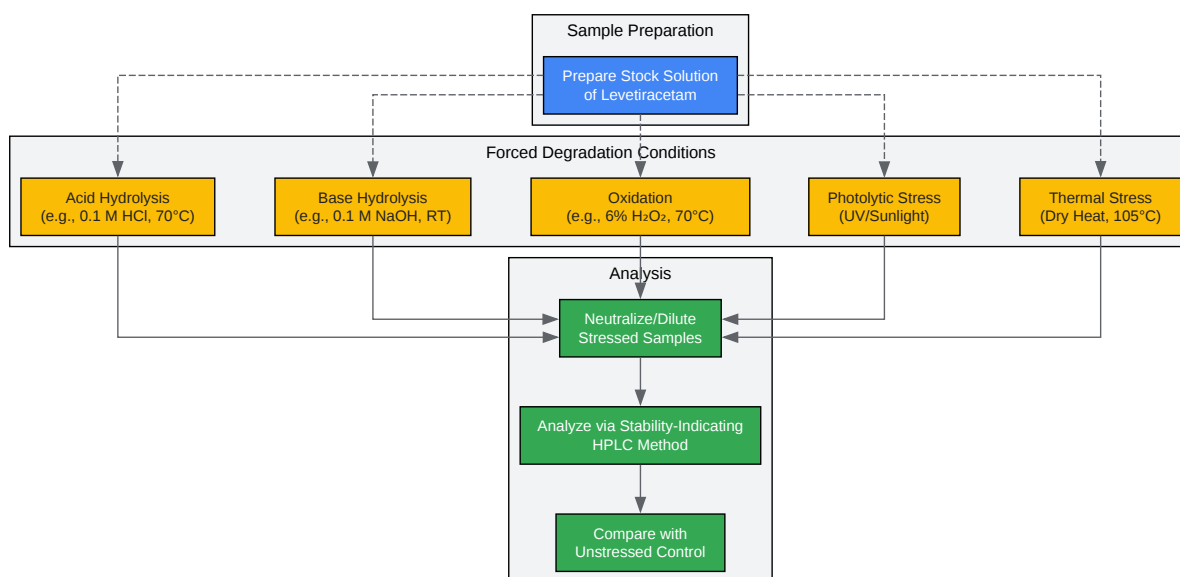 Sample Preparation
Prepare Stock Solution
of Levetiracetam
Forced Degradation Conditions
Acid Hydrolysis
(e.g., 0.1 M HCl, 70°C)
Base Hydrolysis
(e.g., 0.1 M NaOH, RT)
Oxidation
(e.g., 6% H₂O₂, 70°C)
Photolytic Stress
(UV/Sunlight)
Thermal Stress
(Dry Heat, 105°C)
Analysis
Neutralize/Dilute
Stressed Samples
Analyze via Stability-Indicating
HPLC Method
Compare with
Unstressed Control